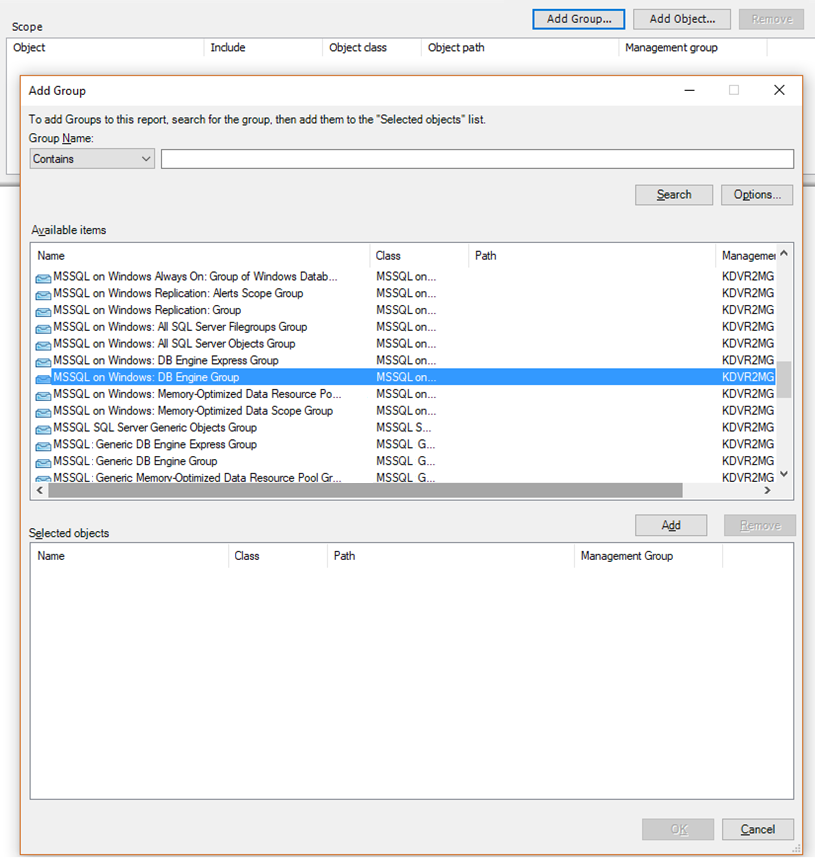 Add Group... Add Object... Remove
Scope
Object Include Object class Object path Management group
Add Group
To add Groups to this report, search for the group, then add them to the "Selected objects" list.
Group Name:
Contains
Search Options...
Available items
Name Class Path Managemer
MSSQL on Windows Always On: Group of Windows Datab... MSSQL on... KDVR2MG
MSSQL on Windows Replication: Alerts Scope Group MSSQL on... KDVR2MG
MSSQL on Windows Replication: Group MSSQL on... KDVR2MG
MSSQL on Windows: All SQL Server Filegroups Group MSSQL on... KDVR2MG
MSSQL on Windows: All SQL Server Objects Group MSSQL on... KDVR2MG
MSSQL on Windows: DB Engine Express Group MSSQL on... KDVR2MG
MSSQL on Windows: DB Engine Group MSSQL on... KDVR2MG
MSSQL on Windows: Memory-Optimized Data Resource Po... MSSQL on... KDVR2MG
MSSQL on Windows: Memory-Optimized Data Scope Group MSSQL on... KDVR2MG
MSSQL SQL Server Generic Objects Group MSSQL S... KDVR2MG
MSSQL: Generic DB Engine Express Group MSSQL G... KDVR2MG
MSSQL: Generic DB Engine Group MSSQL G... KDVR2MG
MSSQL: Generic Memory-Optimized Data Resource Pool Gr... MSSQL G... KDVR2MG
Add Remove
Selected objects
Name Class Path Management Group
OK Cancel